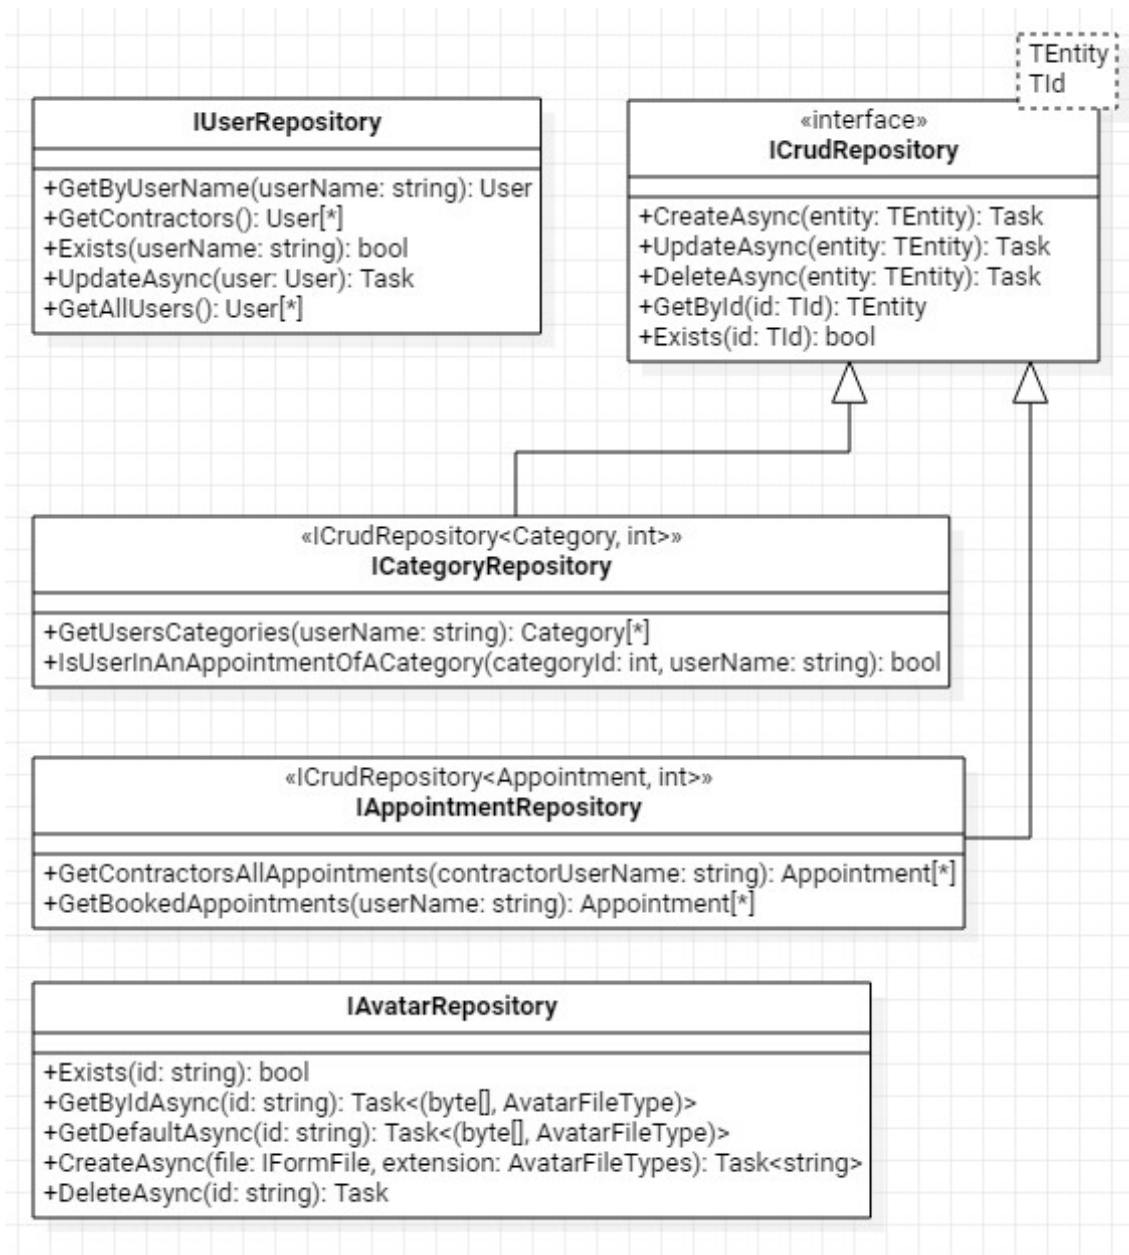 IUserRepository
+GetByUserName(userName: string): User
+GetContractors(): User[*]
+Exists(userName: string): bool
+UpdateAsync(user: User): Task
+GetAllUsers(): User[*]
TEntity
TId
«interface»
ICrudRepository
+CreateAsync(entity: TEntity): Task
+UpdateAsync(entity: TEntity): Task
+DeleteAsync(entity: TEntity): Task
+GetById(id: TId): TEntity
+Exists(id: TId): bool
«ICrudRepository<Category, int>»
ICategoryRepository
+GetUsersCategories(userName: string): Category[*]
+IsUserInAnAppointmentOfACategory(categoryId: int, userName: string): bool
«ICrudRepository<Appointment, int>»
IAppointmentRepository
+GetContractorsAllAppointments(contractorUserName: string): Appointment[*]
+GetBookedAppointments(userName: string): Appointment[*]
IAvatarRepository
+Exists(id: string): bool
+GetByIdAsync(id: string): Task<(byte[], AvatarFileType)>
+GetDefaultAsync(id: string): Task<(byte[], AvatarFileType)>
+CreateAsync(file: IFormFile, extension: AvatarFileTypes): Task<string>
+DeleteAsync(id: string): Task